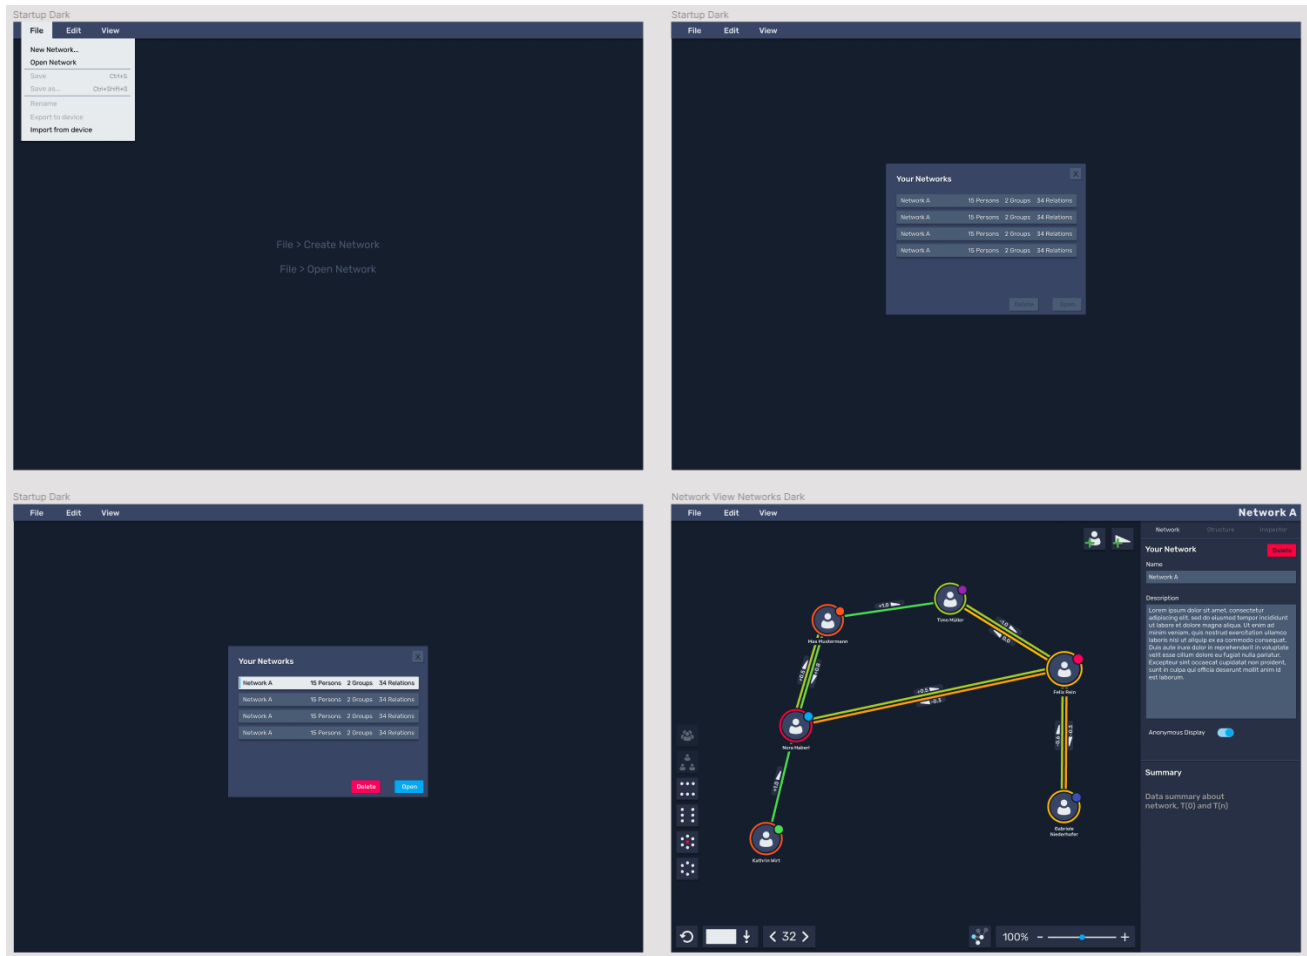 Startup Dark
File Edit View
New Network...
Open Network
Save Ctrl+S
Save as... Ctrl+Shift+S
Rename
Export to device
Import from device
File > Create Network
File > Open Network
Startup Dark
File Edit View
Your Networks X
Network A 15 Persons 2 Groups 34 Relations
Network A 15 Persons 2 Groups 34 Relations
Network A 15 Persons 2 Groups 34 Relations
Network A 15 Persons 2 Groups 34 Relations
Delete Open
Startup Dark
File Edit View
Your Networks X
Network A 15 Persons 2 Groups 34 Relations
Network A 15 Persons 2 Groups 34 Relations
Network A 15 Persons 2 Groups 34 Relations
Network A 15 Persons 2 Groups 34 Relations
Delete Open
Network View Networks Dark
File Edit View Network A
Network Structure Inspector
Your Network Delete
Name
Network A
Description
Lorem ipsum dolor sit amet, consectetur
adipiscing elit, sed do eiusmod tempor incididunt
ut labore et dolore magna aliqua. Ut enim ad
minim veniam, quis nostrud exercitation ullamco
laboris nisi ut aliquip ex ea commodo consequat.
Duis aute irure dolor in reprehenderit in voluptate
velit esse cillum dolore eu fugiat nulla pariatur.
Excepteur sint occaecat cupidatat non proident,
sunt in culpa qui officia deserunt mollit anim id
est laborum.
Anonymous Display
Summary
Data summary about
network, T(0) and T(n)
+1.0
Timo Müller
Max Mustermann
Felix Rein
+0.5
-0.3
Nora Haberl
+1.0
Kathrin Wirt
Gabriele
Niederhofer
32
100% - +